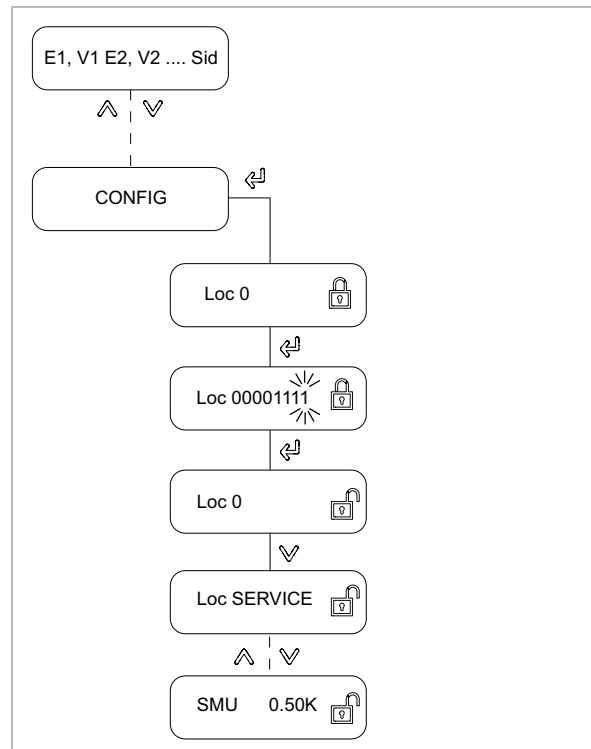 E1, V1 E2, V2 .... Sid
CONFIG
Loc 0
Loc 00001111
Loc 0
Loc SERVICE
SMU 0.50K